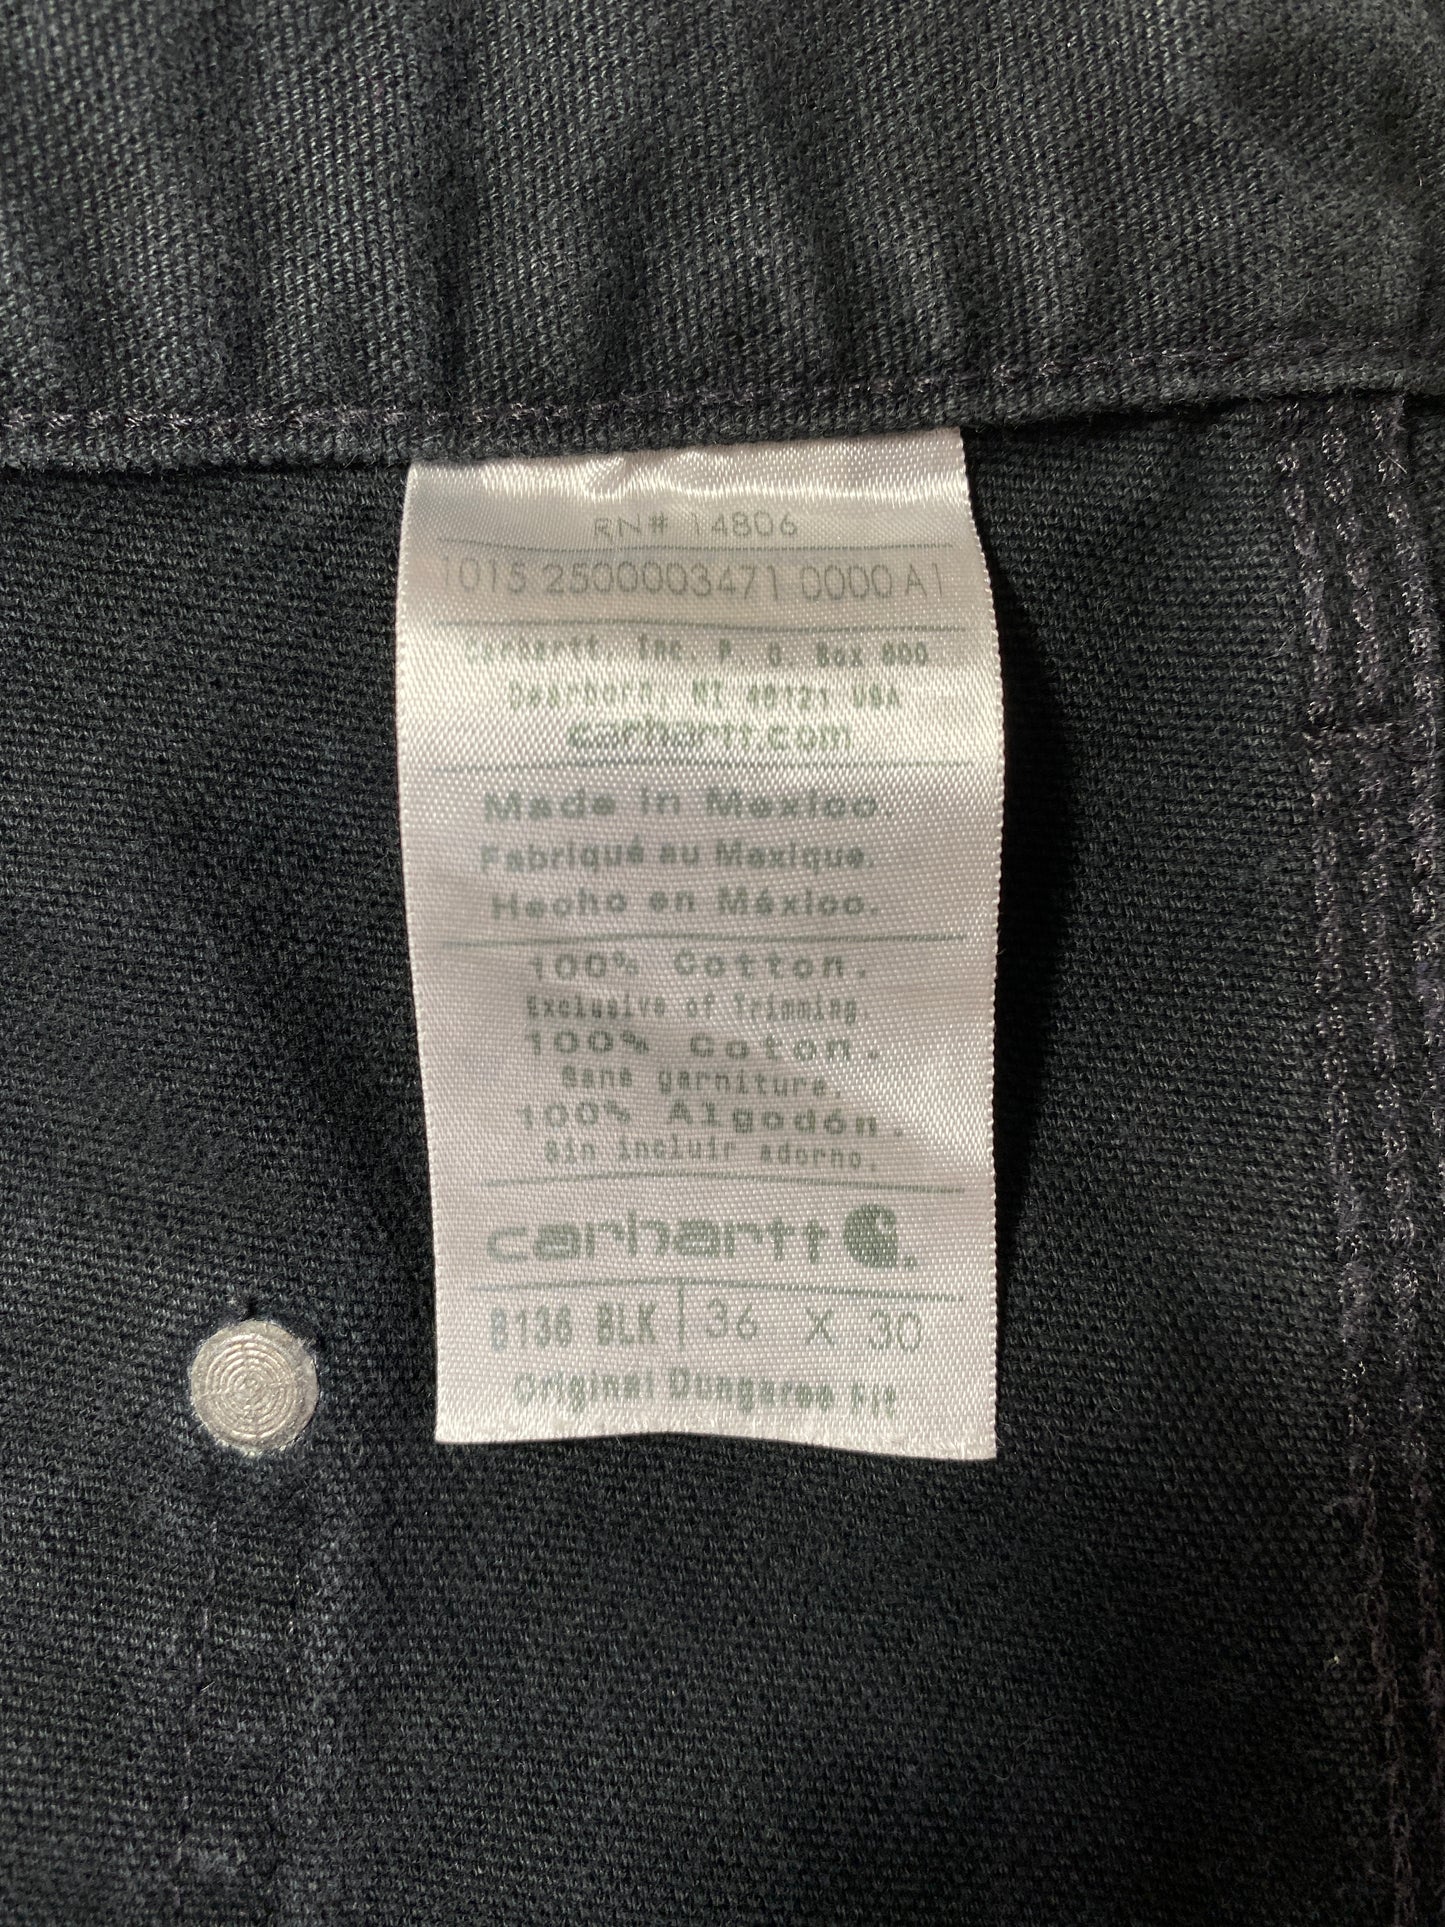 RN# 14806
1015 2500003471 0000 A1
Carhartt, Inc. P. O. Box 600
Dearborn, MI 48121 USA
carhartt.com
Made in Mexico.
Fabriqué au Mexique.
Hecho en México.
100% Cotton.
Exclusive of Trimming.
100% Coton.
Sans garniture.
100% Algodón.
Sin incluir adorno.
carhartt
B136 BLK 36 X 30
Original Dungaree Fit